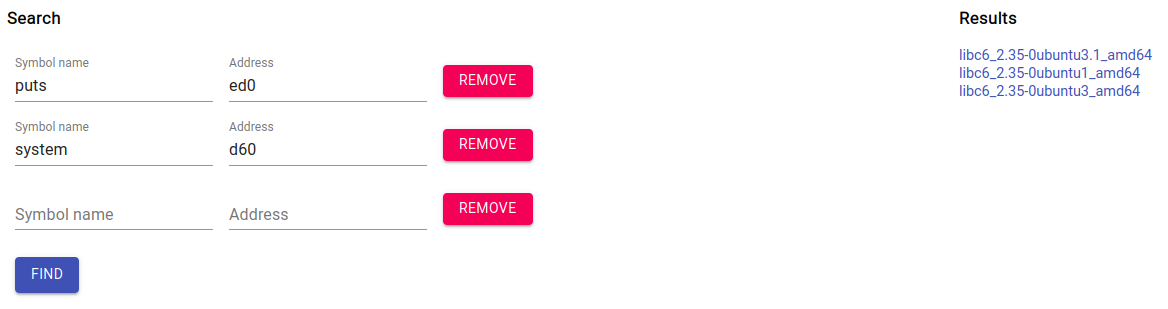 Search
Symbol name
Address
puts
ed0
REMOVE
Symbol name
Address
system
d60
REMOVE
Symbol name
Address
REMOVE
FIND
Results
libc6_2.35-0ubuntu3.1_amd64
libc6_2.35-0ubuntu1_amd64
libc6_2.35-0ubuntu3_amd64